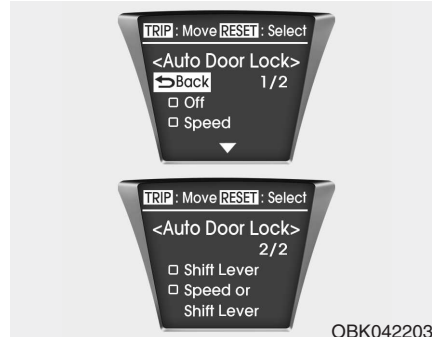 TRIP : Move RESET : Select
<Auto Door Lock>
Back 1/2
Off
Speed
TRIP : Move RESET : Select
<Auto Door Lock>
2/2
Shift Lever
Speed or
Shift Lever
OBK042203